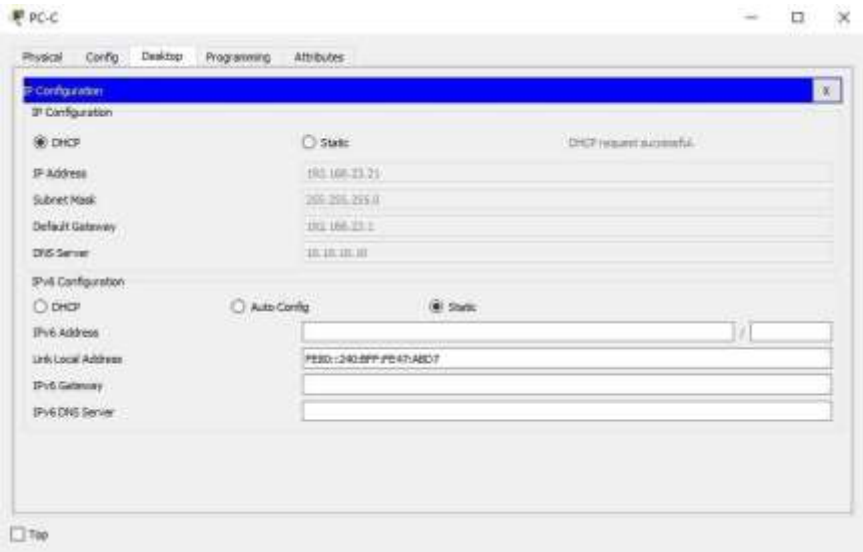 PC-C
Physical Config Desktop Programming Attributes
IP Configuration X
IP Configuration
DHCP Static DHCP request successful.
IP Address 192.168.23.21
Subnet Mask 255.255.255.0
Default Gateway 192.168.23.1
DNS Server 10.10.10.10
IPv6 Configuration
DHCP Auto Config Static
IPv6 Address /
Link Local Address FE80::240:BFF:FE47:ABD7
IPv6 Gateway
IPv6 DNS Server
Top